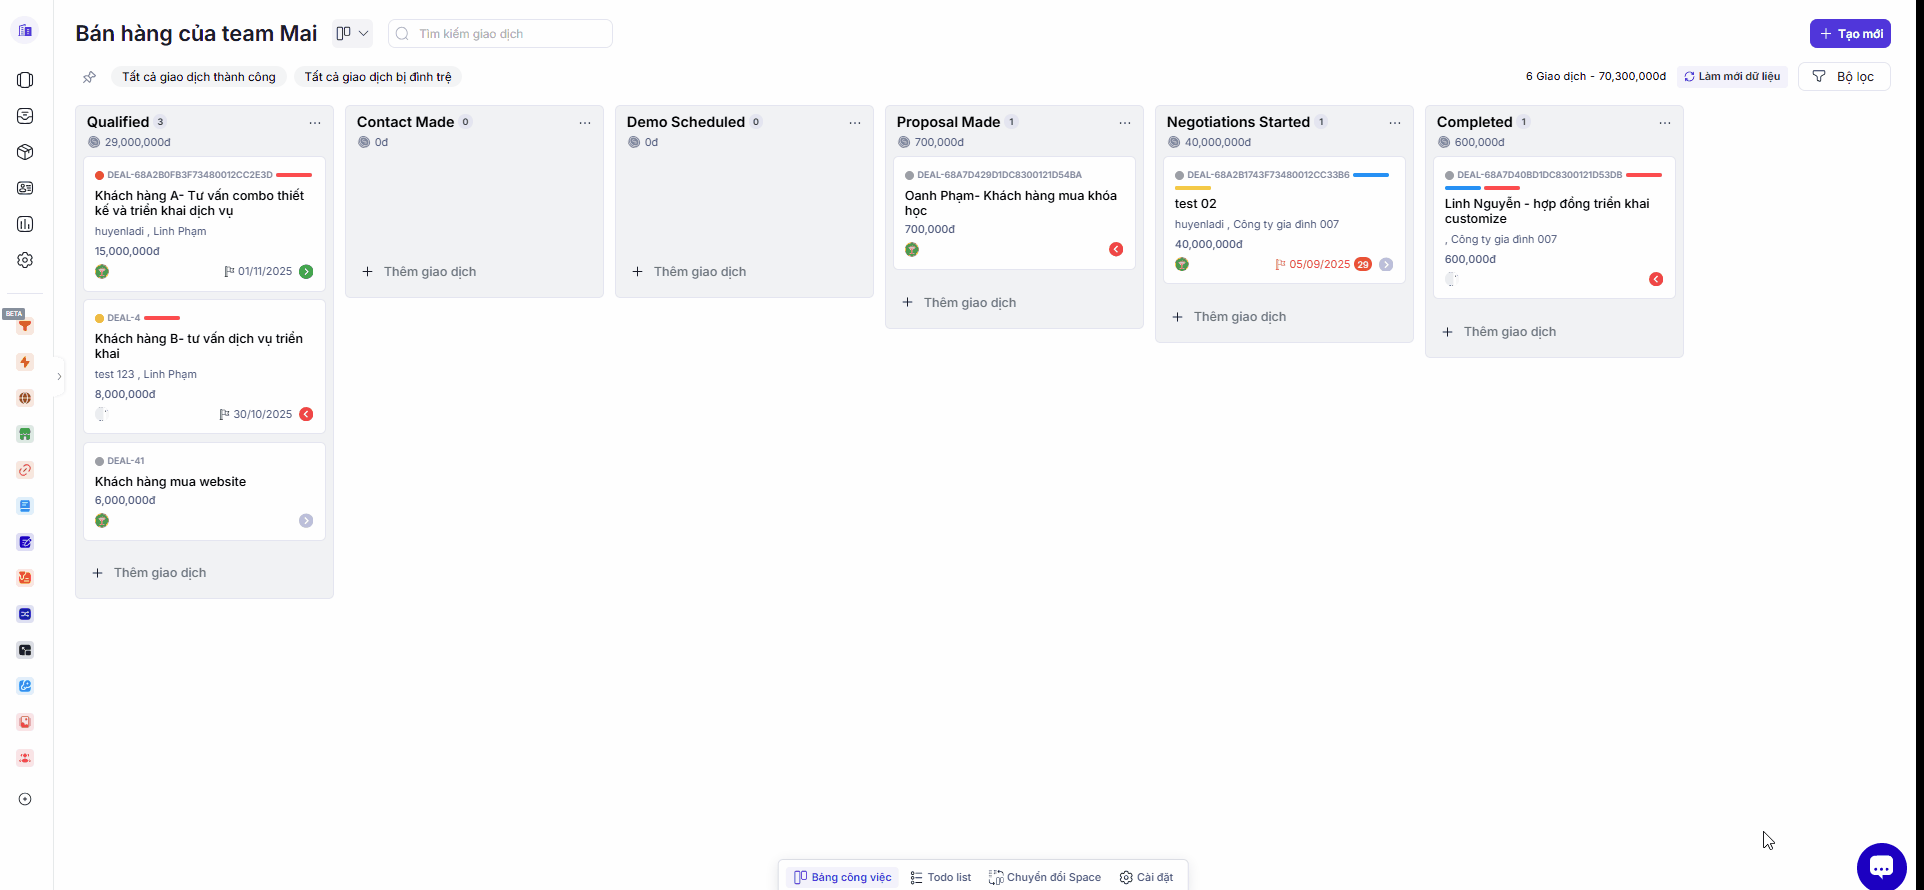 Bán hàng của team Mai
Tìm kiếm giao dịch
Tạo mới
Tất cả giao dịch thành công
Tất cả giao dịch bị đình trệ
6 Giao dịch - 70,300,000đ
Làm mới dữ liệu
Bộ lọc
BETA
Qualified 3
29,000,000đ
DEAL-68A2B0FB3F73480012CC2E3D
Khách hàng A- Tư vấn combo thiết
kế và triển khai dịch vụ
huyenladi , Linh Phạm
15,000,000đ
01/11/2025
DEAL-4
Khách hàng B- tư vấn dịch vụ triển
khai
test 123 , Linh Phạm
8,000,000đ
30/10/2025
DEAL-41
Khách hàng mua website
6,000,000đ
Thêm giao dịch
Contact Made 0
0đ
Thêm giao dịch
Demo Scheduled 0
0đ
Thêm giao dịch
Proposal Made 1
700,000đ
DEAL-68A7D429D1DC8300121D54BA
Oanh Phạm- Khách hàng mua khóa
học
700,000đ
Thêm giao dịch
Negotiations Started 1
40,000,000đ
DEAL-68A2B1743F73480012CC33B6
test 02
huyenladi , Công ty gia đình 007
40,000,000đ
05/09/2025 29
Thêm giao dịch
Completed 1
600,000đ
DEAL-68A7D40BD1DC8300121D53DB
Linh Nguyễn - hợp đồng triển khai
customize
, Công ty gia đình 007
600,000đ
Thêm giao dịch
Bảng công việc
Todo list
Chuyển đổi Space
Cài đặt